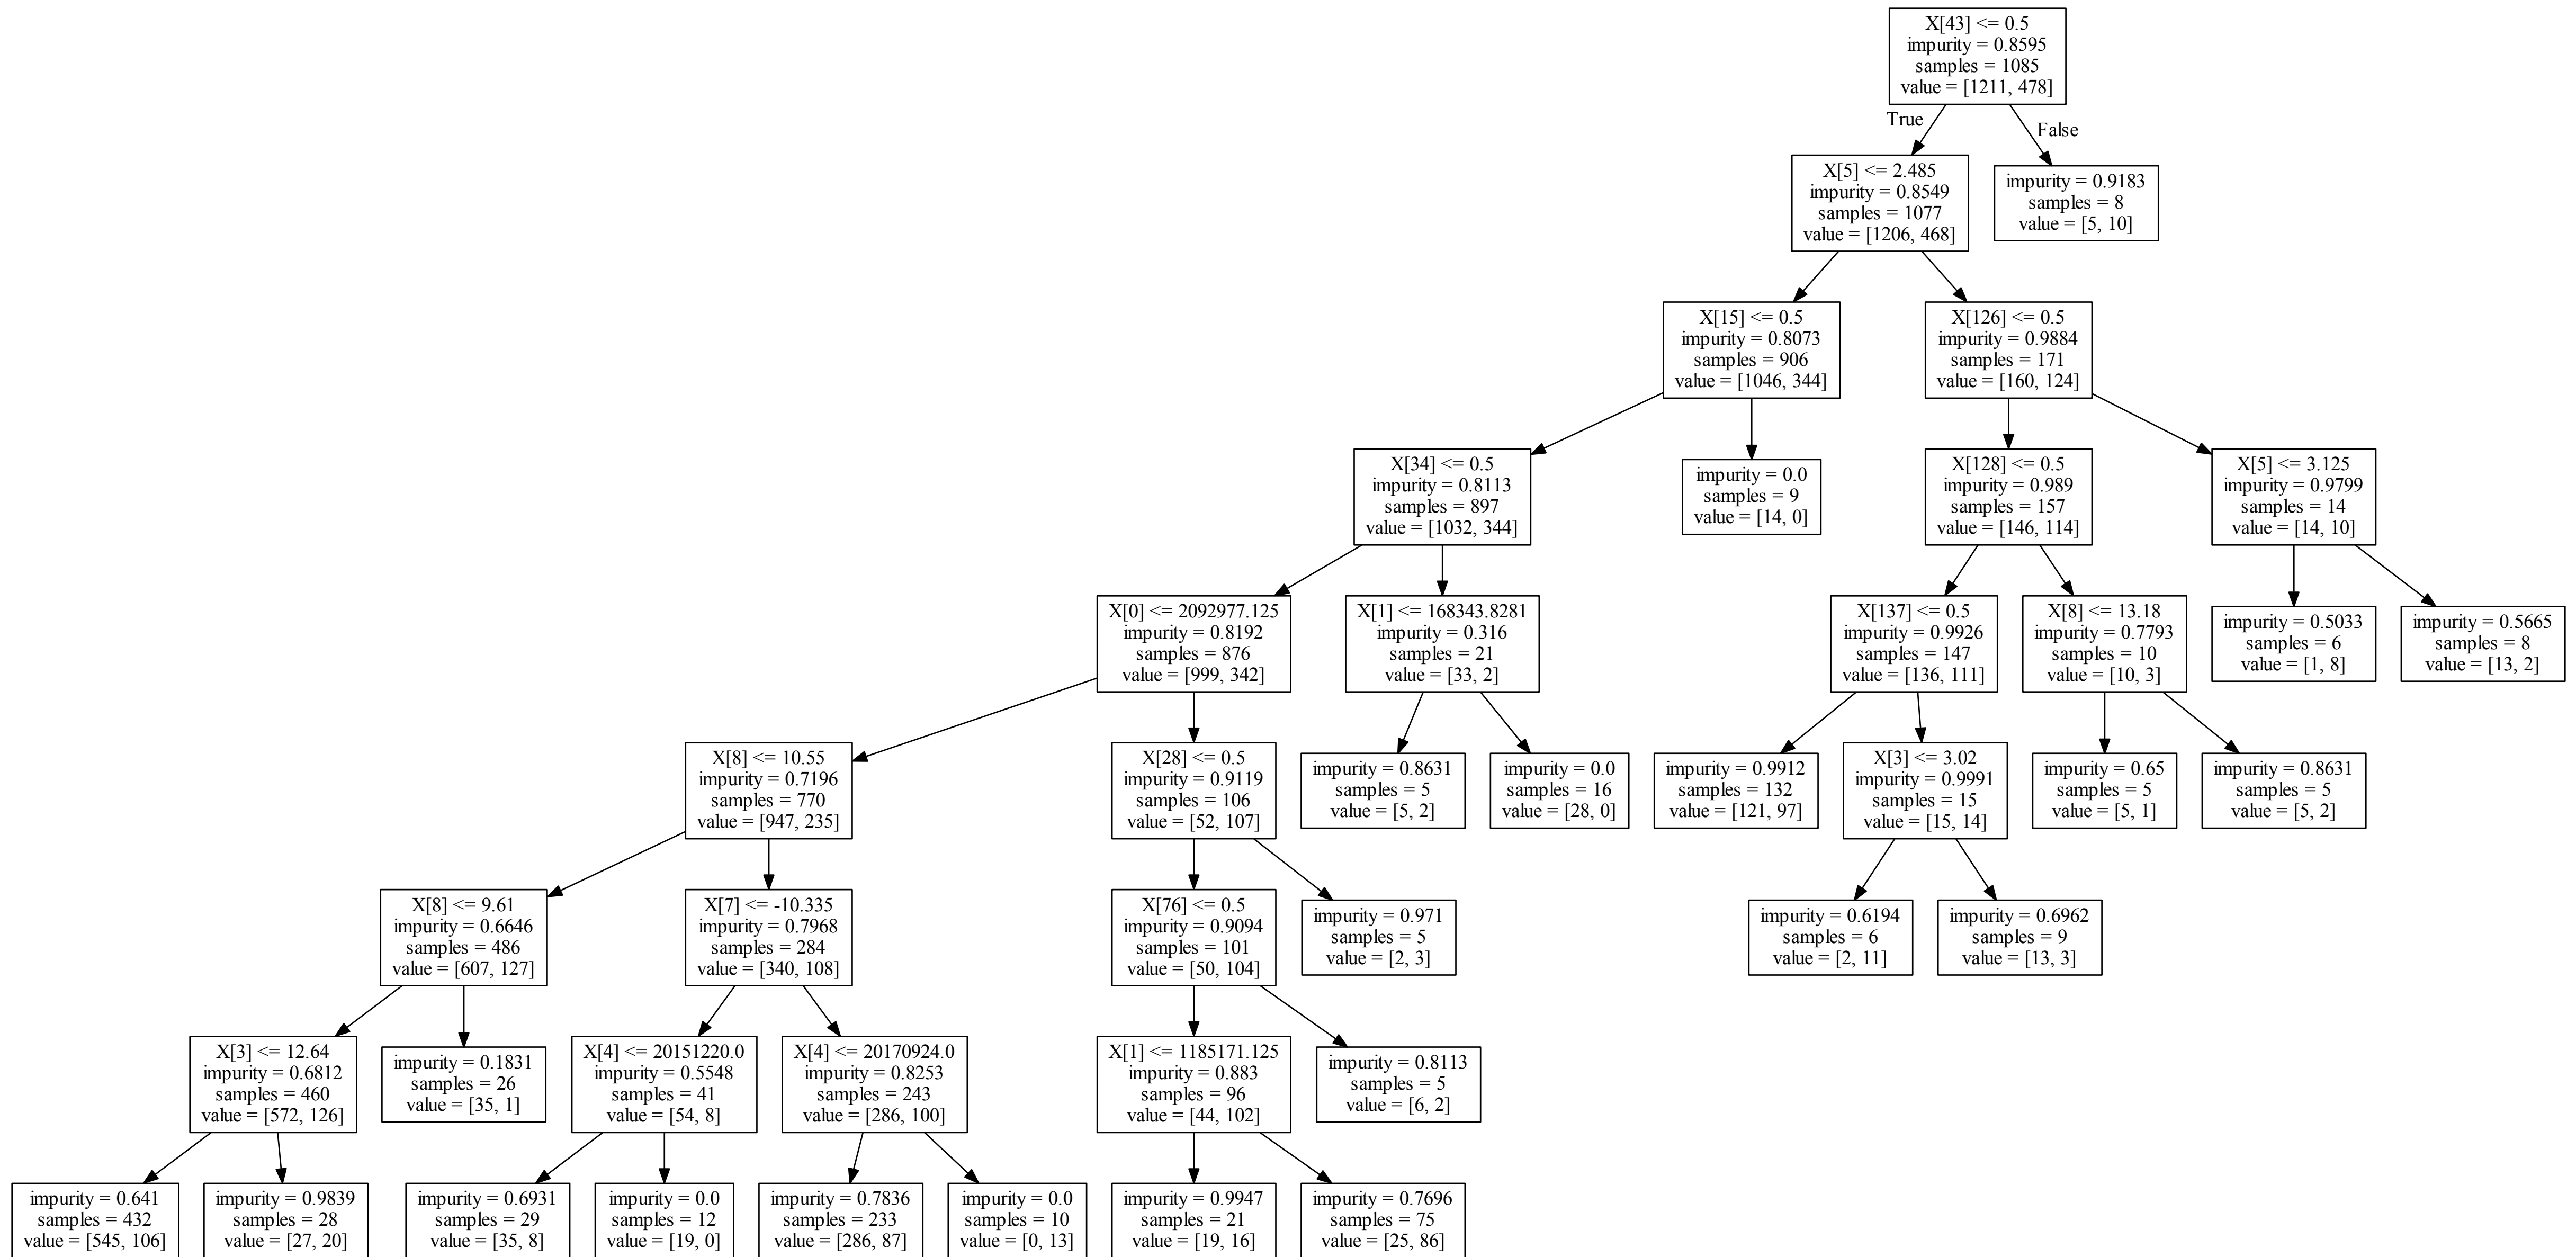 X[43] <= 0.5
impurity = 0.8595
samples = 1085
value = [1211, 478]
True
False
X[5] <= 2.485
impurity = 0.8549
samples = 1077
value = [1206, 468]
impurity = 0.9183
samples = 8
value = [5, 10]
X[15] <= 0.5
impurity = 0.8073
samples = 906
value = [1046, 344]
X[126] <= 0.5
impurity = 0.9884
samples = 171
value = [160, 124]
X[34] <= 0.5
impurity = 0.8113
samples = 897
value = [1032, 344]
impurity = 0.0
samples = 9
value = [14, 0]
X[128] <= 0.5
impurity = 0.989
samples = 157
value = [146, 114]
X[5] <= 3.125
impurity = 0.9799
samples = 14
value = [14, 10]
X[0] <= 2092977.125
impurity = 0.8192
samples = 876
value = [999, 342]
X[1] <= 168343.8281
impurity = 0.316
samples = 21
value = [33, 2]
X[137] <= 0.5
impurity = 0.9926
samples = 147
value = [136, 111]
X[8] <= 13.18
impurity = 0.7793
samples = 10
value = [10, 3]
impurity = 0.5033
samples = 6
value = [1, 8]
impurity = 0.5665
samples = 8
value = [13, 2]
X[8] <= 10.55
impurity = 0.7196
samples = 770
value = [947, 235]
X[28] <= 0.5
impurity = 0.9119
samples = 106
value = [52, 107]
impurity = 0.8631
samples = 5
value = [5, 2]
impurity = 0.0
samples = 16
value = [28, 0]
impurity = 0.9912
samples = 132
value = [121, 97]
X[3] <= 3.02
impurity = 0.9991
samples = 15
value = [15, 14]
impurity = 0.65
samples = 5
value = [5, 1]
impurity = 0.8631
samples = 5
value = [5, 2]
X[8] <= 9.61
impurity = 0.6646
samples = 486
value = [607, 127]
X[7] <= -10.335
impurity = 0.7968
samples = 284
value = [340, 108]
X[76] <= 0.5
impurity = 0.9094
samples = 101
value = [50, 104]
impurity = 0.971
samples = 5
value = [2, 3]
impurity = 0.6194
samples = 6
value = [2, 11]
impurity = 0.6962
samples = 9
value = [13, 3]
X[3] <= 12.64
impurity = 0.6812
samples = 460
value = [572, 126]
impurity = 0.1831
samples = 26
value = [35, 1]
X[4] <= 20151220.0
impurity = 0.5548
samples = 41
value = [54, 8]
X[4] <= 20170924.0
impurity = 0.8253
samples = 243
value = [286, 100]
X[1] <= 1185171.125
impurity = 0.883
samples = 96
value = [44, 102]
impurity = 0.8113
samples = 5
value = [6, 2]
impurity = 0.641
samples = 432
value = [545, 106]
impurity = 0.9839
samples = 28
value = [27, 20]
impurity = 0.6931
samples = 29
value = [35, 8]
impurity = 0.0
samples = 12
value = [19, 0]
impurity = 0.7836
samples = 233
value = [286, 87]
impurity = 0.0
samples = 10
value = [0, 13]
impurity = 0.9947
samples = 21
value = [19, 16]
impurity = 0.7696
samples = 75
value = [25, 86]